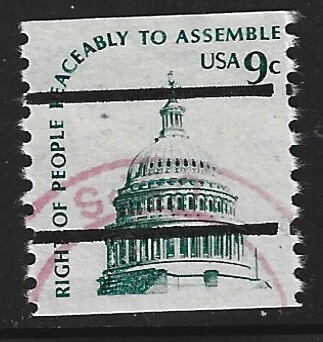 RIGHT OF PEOPLE PEACEABLY TO ASSEMBLE
USA 9c